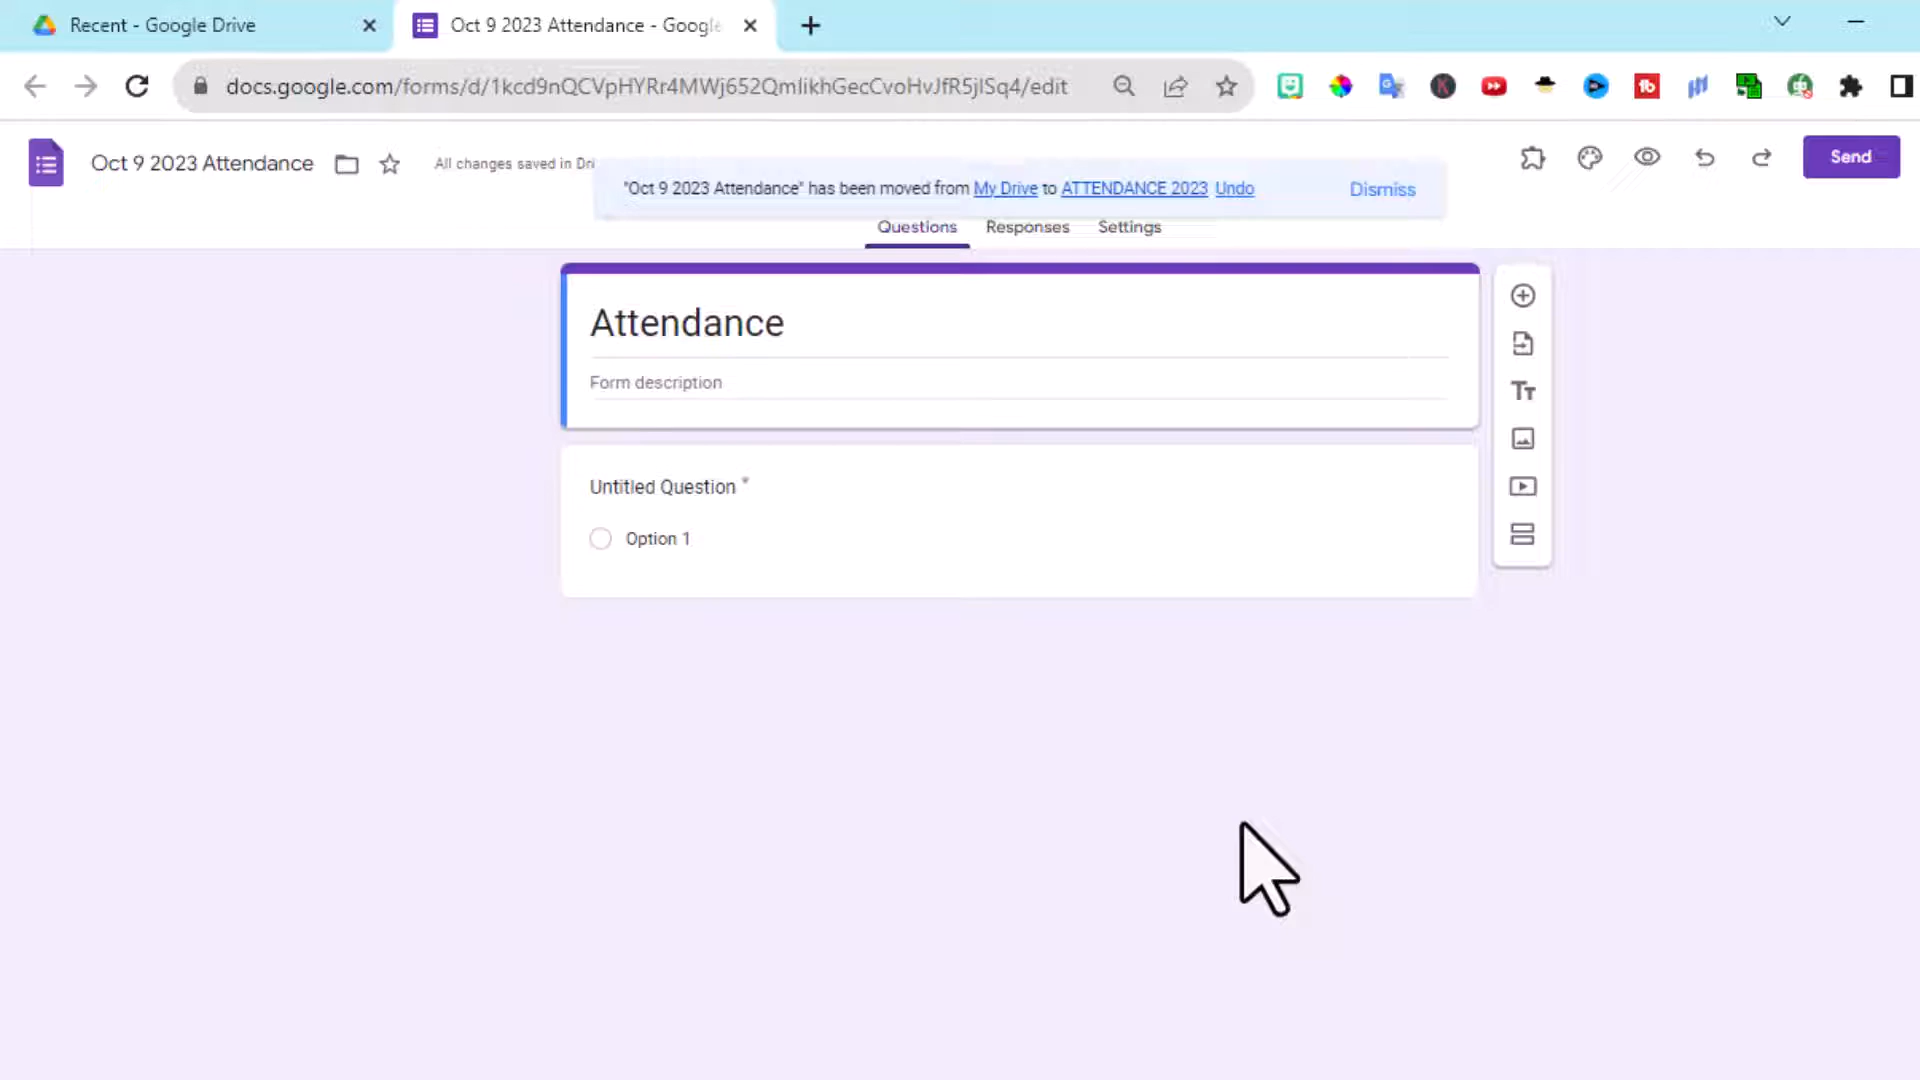 Recent - Google Drive
Oct 9 2023 Attendance - Google
docs.google.com/forms/d/1kcd9nQCVpHYRr4MWj652QmlikhGecCvoHvJfR5jlSq4/edit
Oct 9 2023 Attendance
All changes saved in Dri
Send
"Oct 9 2023 Attendance" has been moved from My Drive to ATTENDANCE 2023 Undo
Dismiss
Questions
Responses
Settings
Attendance
Form description
Tt
Untitled Question *
Option 1